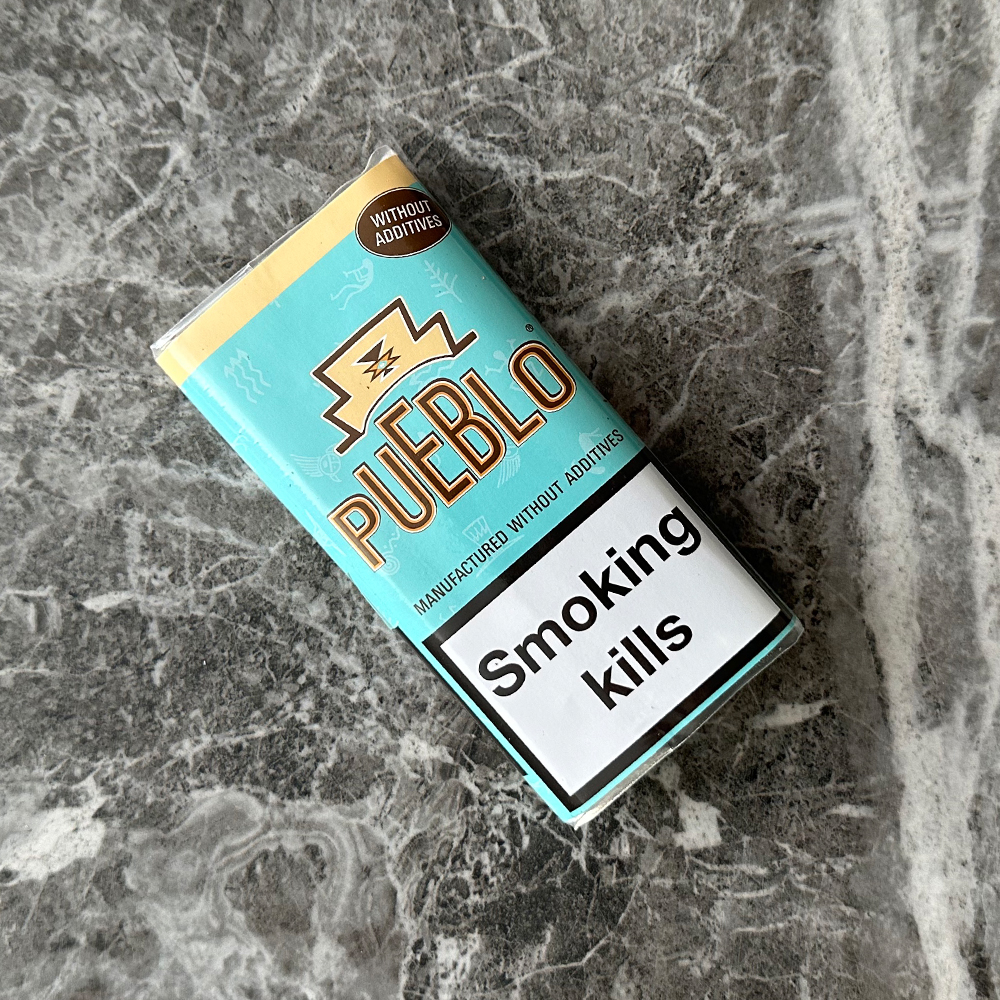 WITHOUT
ADDITIVES
PUEBLO®
MANUFACTURED WITHOUT ADDITIVES
Smoking
kills